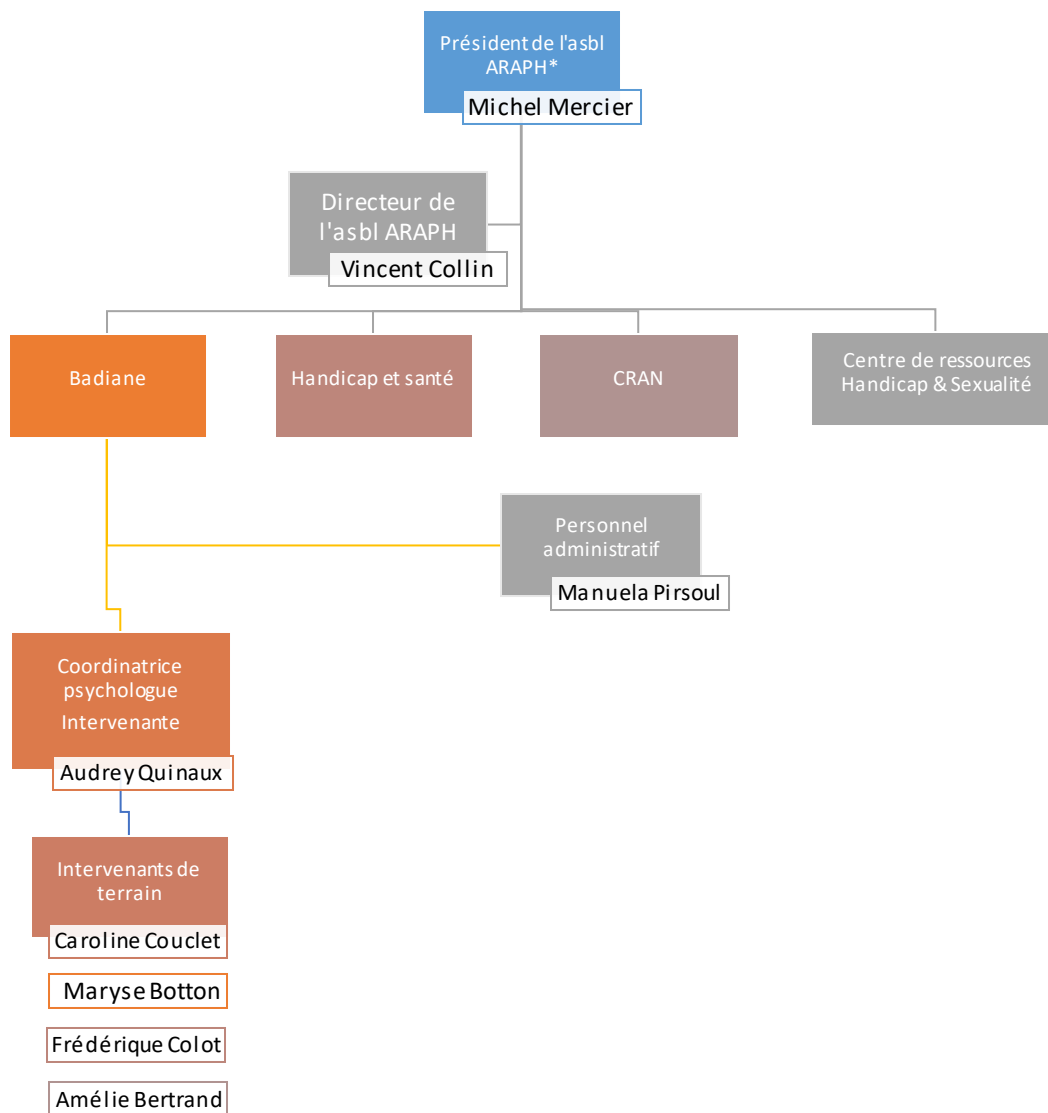 Président de l'asbl
ARAPH*
Michel Mercier
Directeur de
l'asbl ARAPH
Vincent Collin
Badiane
Handicap et santé
CRAN
Centre de ressources
Handicap & Sexualité
Personnel
administratif
Manuela Pirsoul
Coordinatrice
psychologue
Intervenante
Audrey Quinaux
Intervenants de
terrain
Caroline Couclet
Maryse Botton
Frédérique Colot
Amélie Bertrand